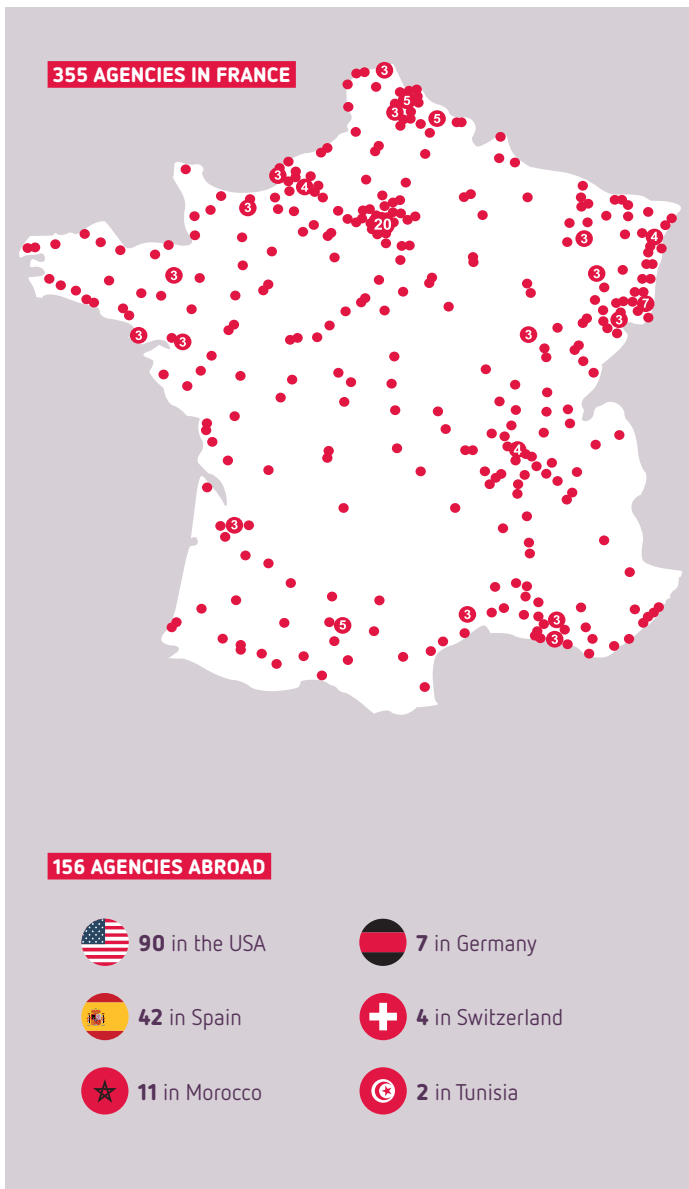 355 AGENCIES IN FRANCE
3
5
3
5
3
4
3
20
3
4
3
3
7
3
3
3
3
4
3
3
5
3
3
156 AGENCIES ABROAD
90 in the USA
7 in Germany
42 in Spain
4 in Switzerland
11 in Morocco
2 in Tunisia